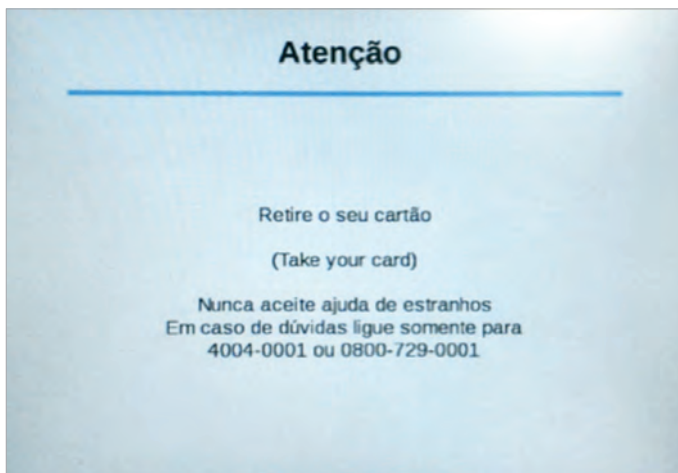 Atenção
Retire o seu cartão
(Take your card)
Nunca aceite ajuda de estranhos
Em caso de dúvidas ligue somente para
4004-0001 ou 0800-729-0001